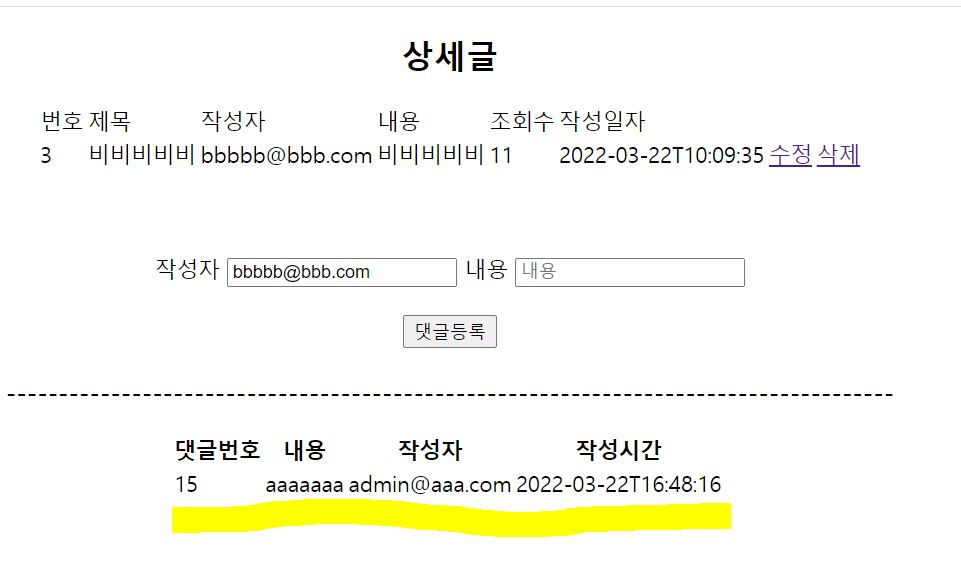 상세글
번호 제목 작성자 내용 조회수 작성일자
3 비비비비비 bbbbb@bbb.com 비비비비비 11 2022-03-22T10:09:35 수정 삭제
작성자 bbbbb@bbb.com 내용 내용
댓글등록
--------------------------------------------------------------------------------------
댓글번호 내용 작성자 작성시간
15 aaaaaaa admin@aaa.com 2022-03-22T16:48:16